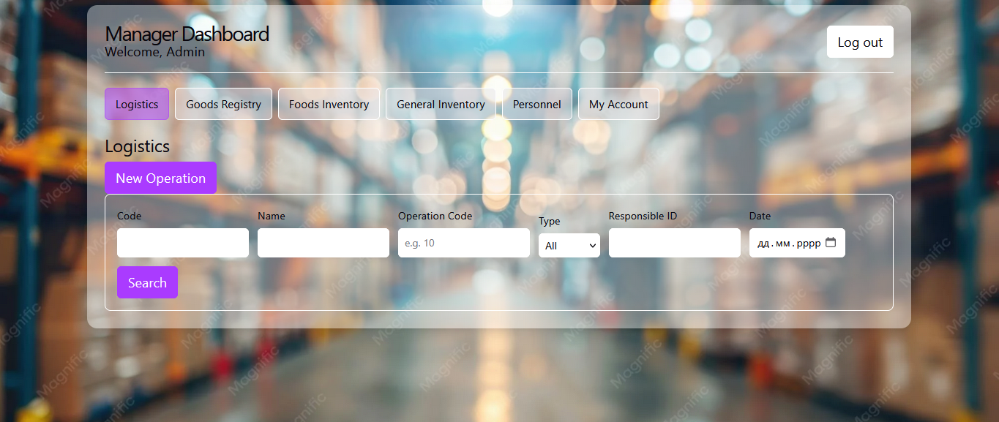 Manager Dashboard
Welcome, Admin
Log out
Logistics
Goods Registry
Foods Inventory
General Inventory
Personnel
My Account
Logistics
New Operation
Code
Name
Operation Code
e.g. 10
Type
All
Responsible ID
Date
дд.мм.рррр
Search
Magnific